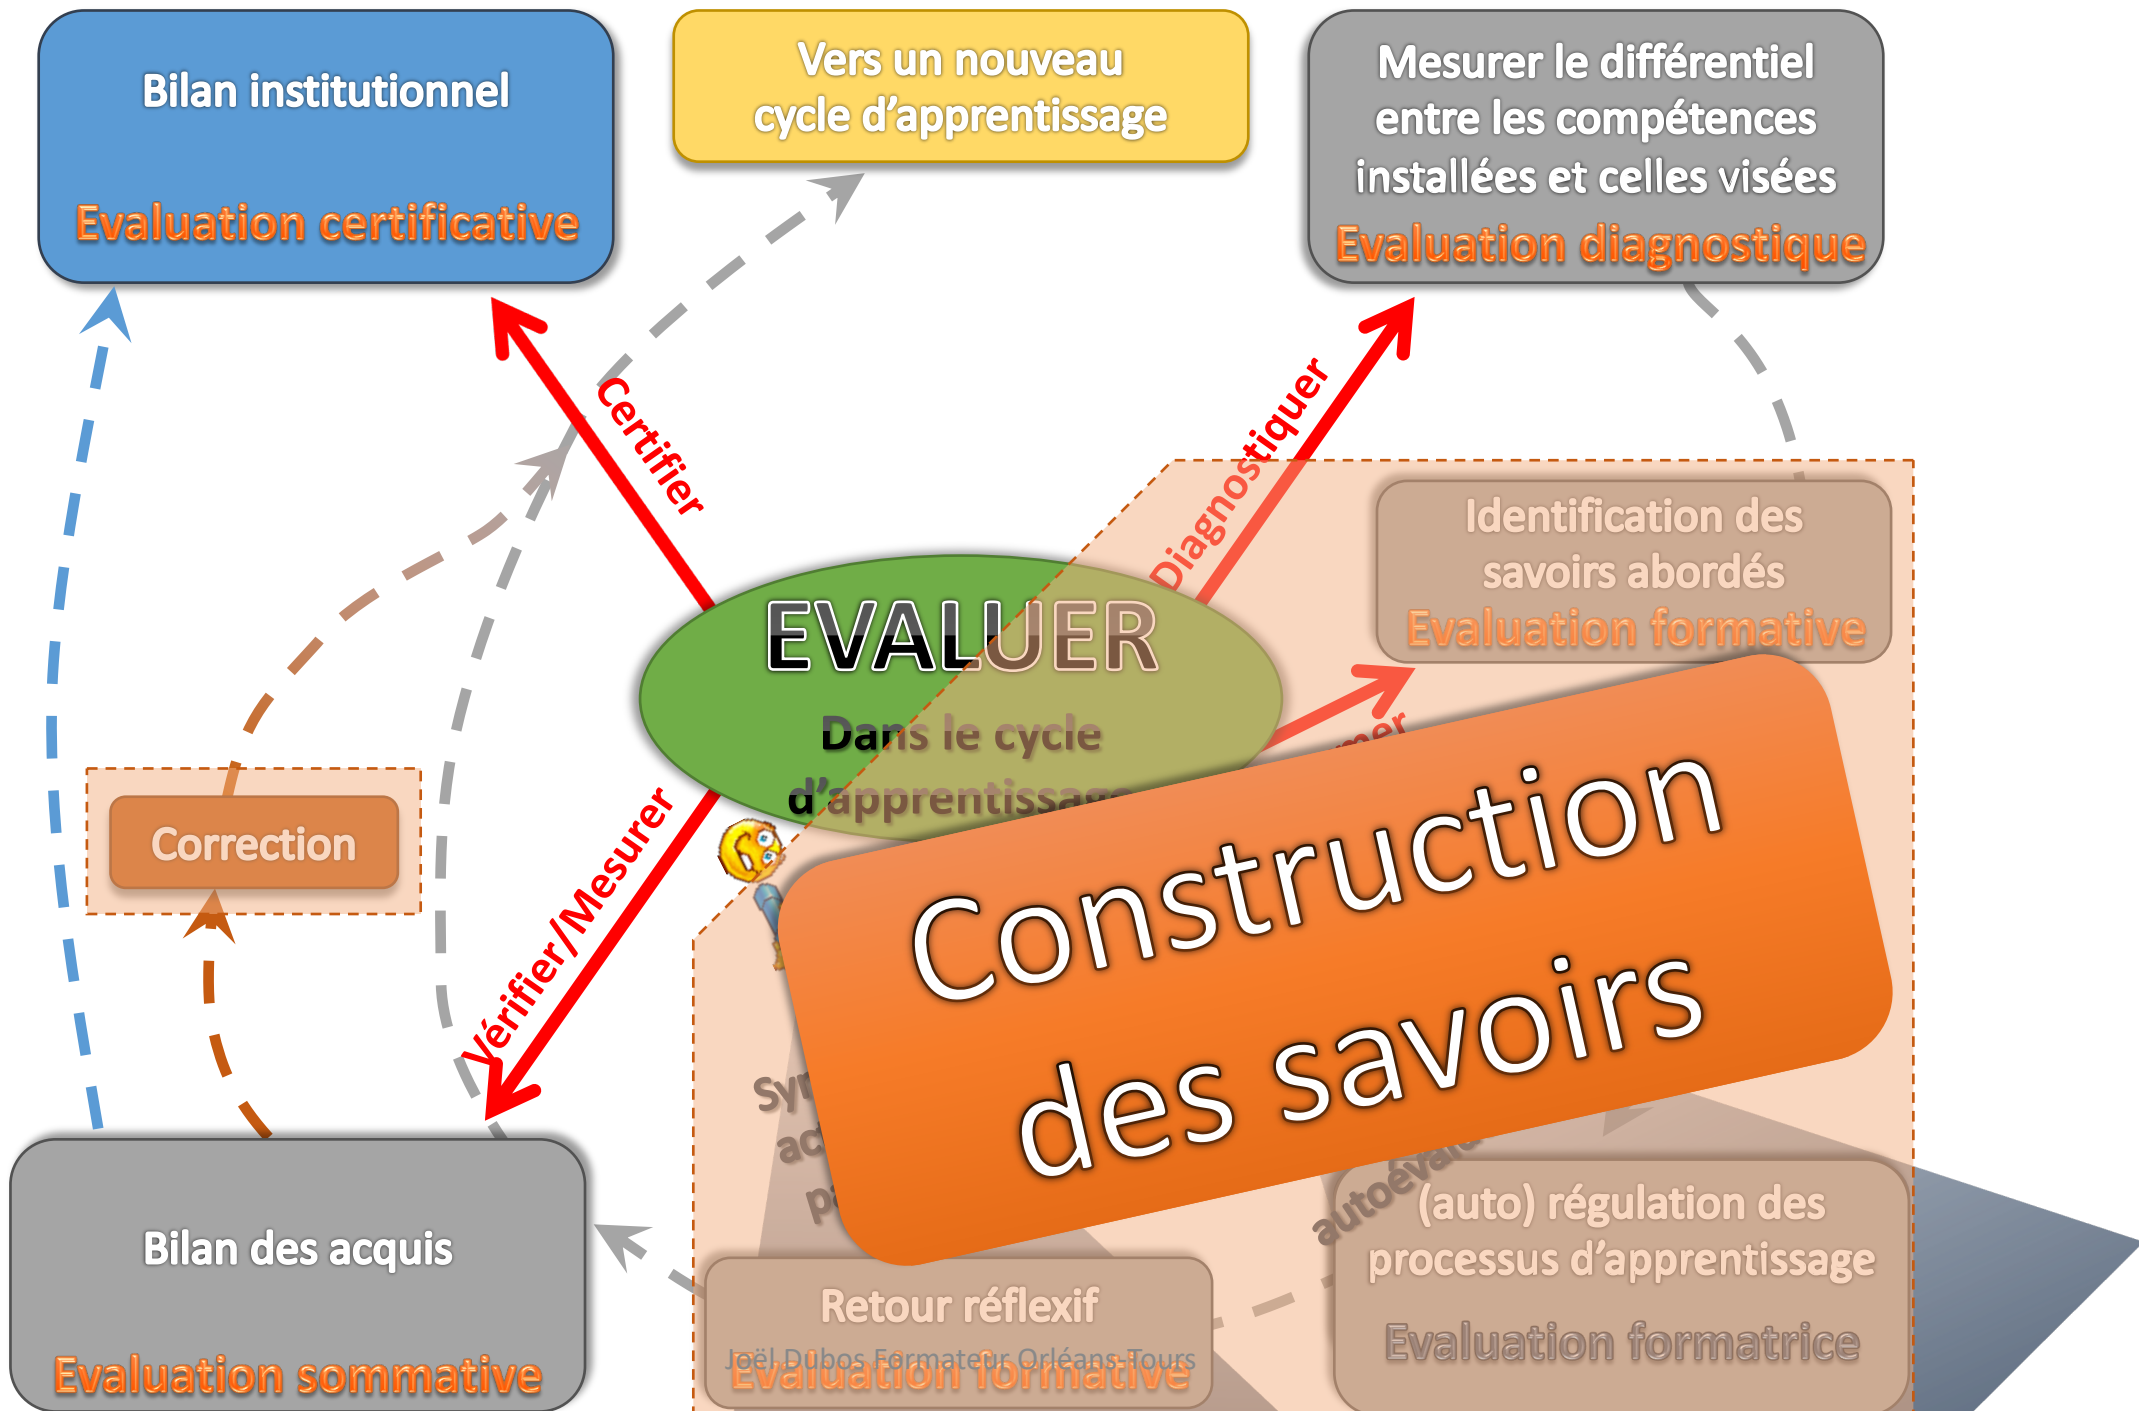 Bilan institutionnel
Evaluation certificative
Vers un nouveau
cycle d’apprentissage
Mesurer le différentiel
entre les compétences
installées et celles visées
Evaluation diagnostique
Certifier
Diagnostiquer
Identification des
savoirs abordés
Evaluation formative
EVALUER
Dans le cycle
d’apprentissage
Correction
Vérifier/Mesurer
Construction
des savoirs
Bilan des acquis
Evaluation sommative
Retour réflexif
Evaluation formative
Joël Dubos Formateur Orléans-Tours
(auto) régulation des
processus d’apprentissage
Evaluation formatrice